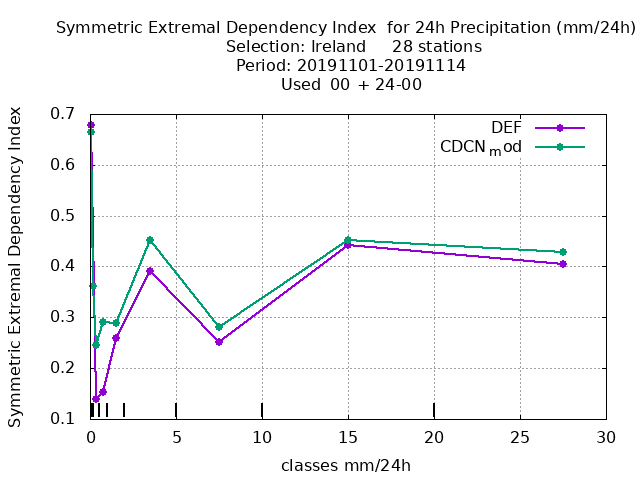 Symmetric Extremal Dependency Index  for 24h Precipitation (mm/24h)
Selection: Ireland     28 stations
Period: 20191101-20191114
Used  00 + 24-00
Symmetric Extremal Dependency Index
0.7
0.6
0.5
0.4
0.3
0.2
0.1
DEF
CDCNmod
0 5 10 15 20 25 30
classes mm/24h